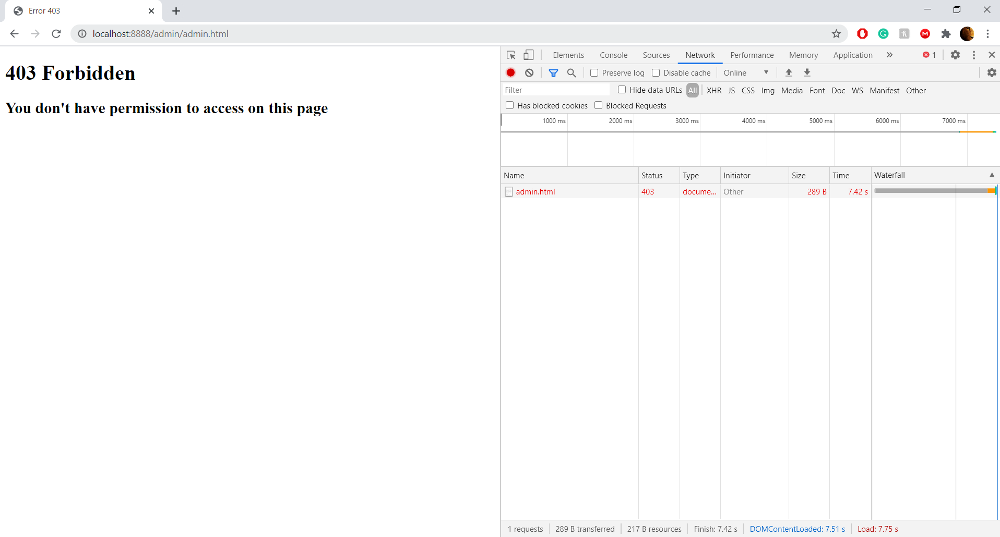 Error 403
localhost:8888/admin/admin.html
403 Forbidden
You don't have permission to access on this page
Elements Console Sources Network Performance Memory Application 1
Preserve log Disable cache Online
Filter Hide data URLs All XHR JS CSS Img Media Font Doc WS Manifest Other
Has blocked cookies Blocked Requests
1000 ms 2000 ms 3000 ms 4000 ms 5000 ms 6000 ms 7000 ms
Name Status Type Initiator Size Time Waterfall
admin.html 403 docume... Other 289 B 7.42 s
1 requests 289 B transferred 217 B resources Finish: 7.42 s DOMContentLoaded: 7.51 s Load: 7.75 s